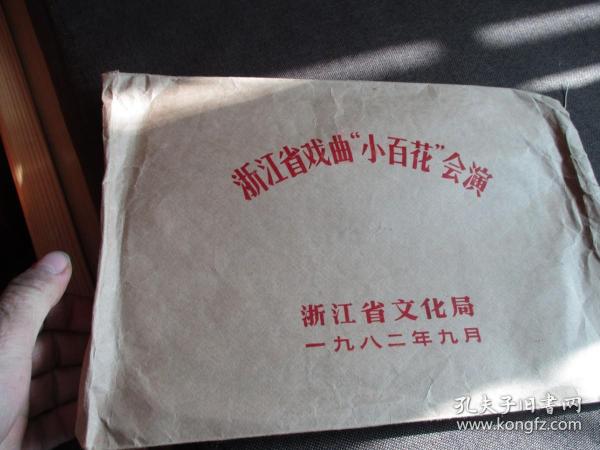 浙江省戏曲“小百花”会演
浙江省文化局
一九八二年九月
孔夫子旧书网
www.kongfz.com